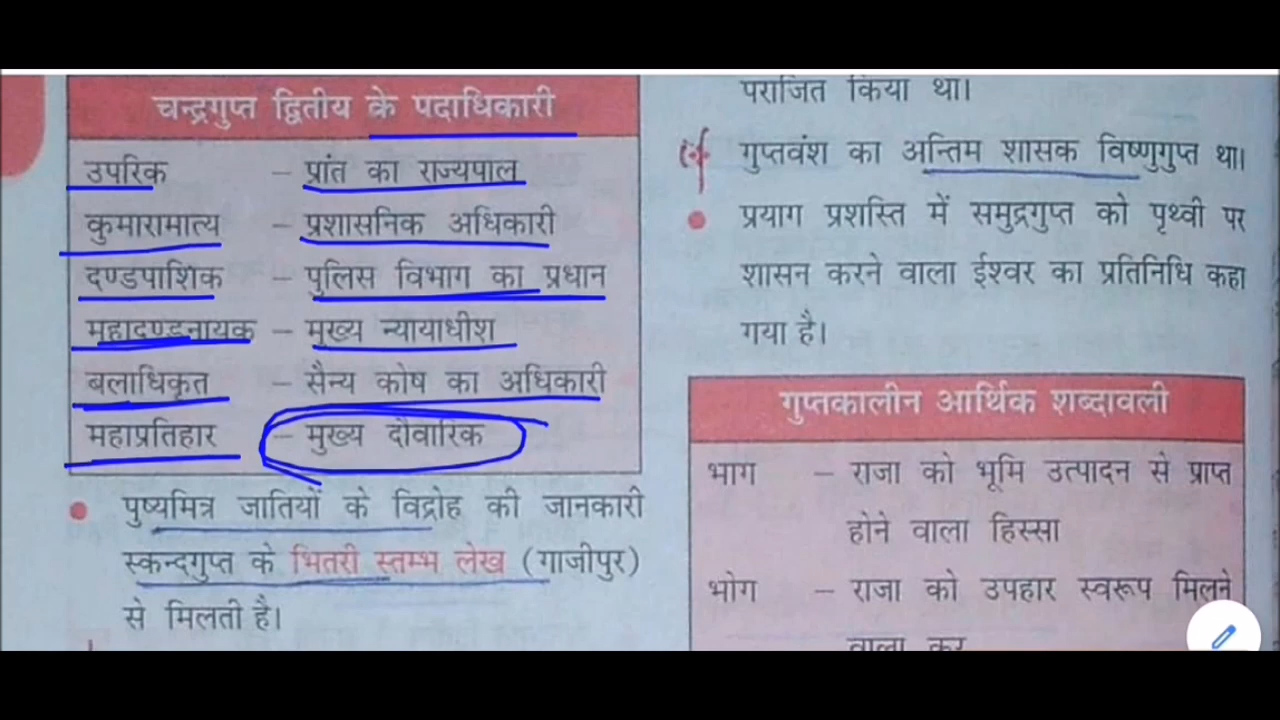 चन्द्रगुप्त द्वितीय के पदाधिकारी
उपरिक – प्रांत का राज्यपाल
कुमारामात्य – प्रशासनिक अधिकारी
दण्डपाशिक – पुलिस विभाग का प्रधान
महादण्डनायक – मुख्य न्यायाधीश
बलाधिकृत – सैन्य कोष का अधिकारी
महाप्रतिहार – मुख्य दौवारिक
पुष्यमित्र जातियों के विद्रोह की जानकारी
स्कन्दगुप्त के भितरी स्तम्भ लेख (गाजीपुर)
से मिलती है।
पराजित किया था।
गुप्तवंश का अन्तिम शासक विष्णुगुप्त था।
प्रयाग प्रशस्ति में समुद्रगुप्त को पृथ्वी पर
शासन करने वाला ईश्वर का प्रतिनिधि कहा
गया है।
गुप्तकालीन आर्थिक शब्दावली
भाग – राजा को भूमि उत्पादन से प्राप्त
होने वाला हिस्सा
भोग – राजा को उपहार स्वरूप मिलने
वाला कर